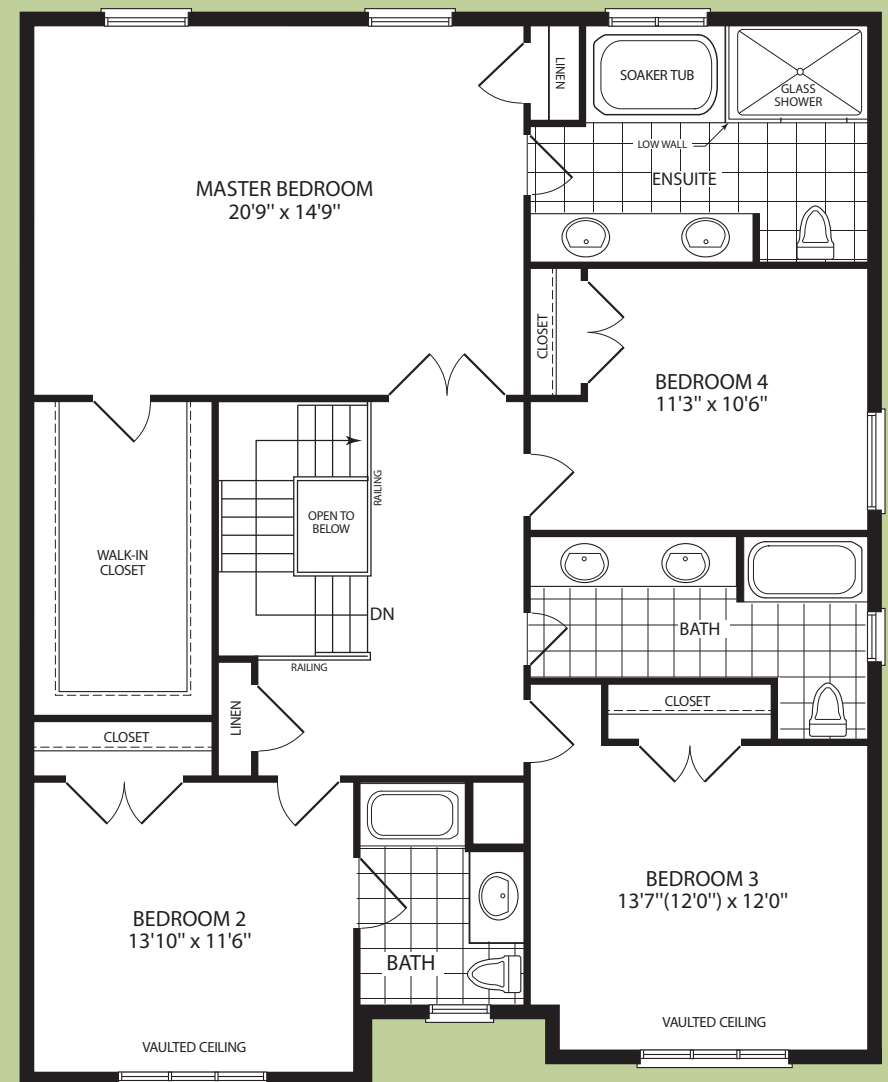 LINEN
SOAKER TUB
GLASS
SHOWER
LOW WALL
ENSUITE
MASTER BEDROOM
20'9'' x 14'9''
CLOSET
BEDROOM 4
11'3'' x 10'6''
RAILING
OPEN TO
BELOW
WALK-IN
CLOSET
DN
BATH
RAILING
LINEN
CLOSET
CLOSET
BEDROOM 3
13'7''(12'0'') x 12'0''
BEDROOM 2
13'10'' x 11'6''
BATH
VAULTED CEILING
VAULTED CEILING